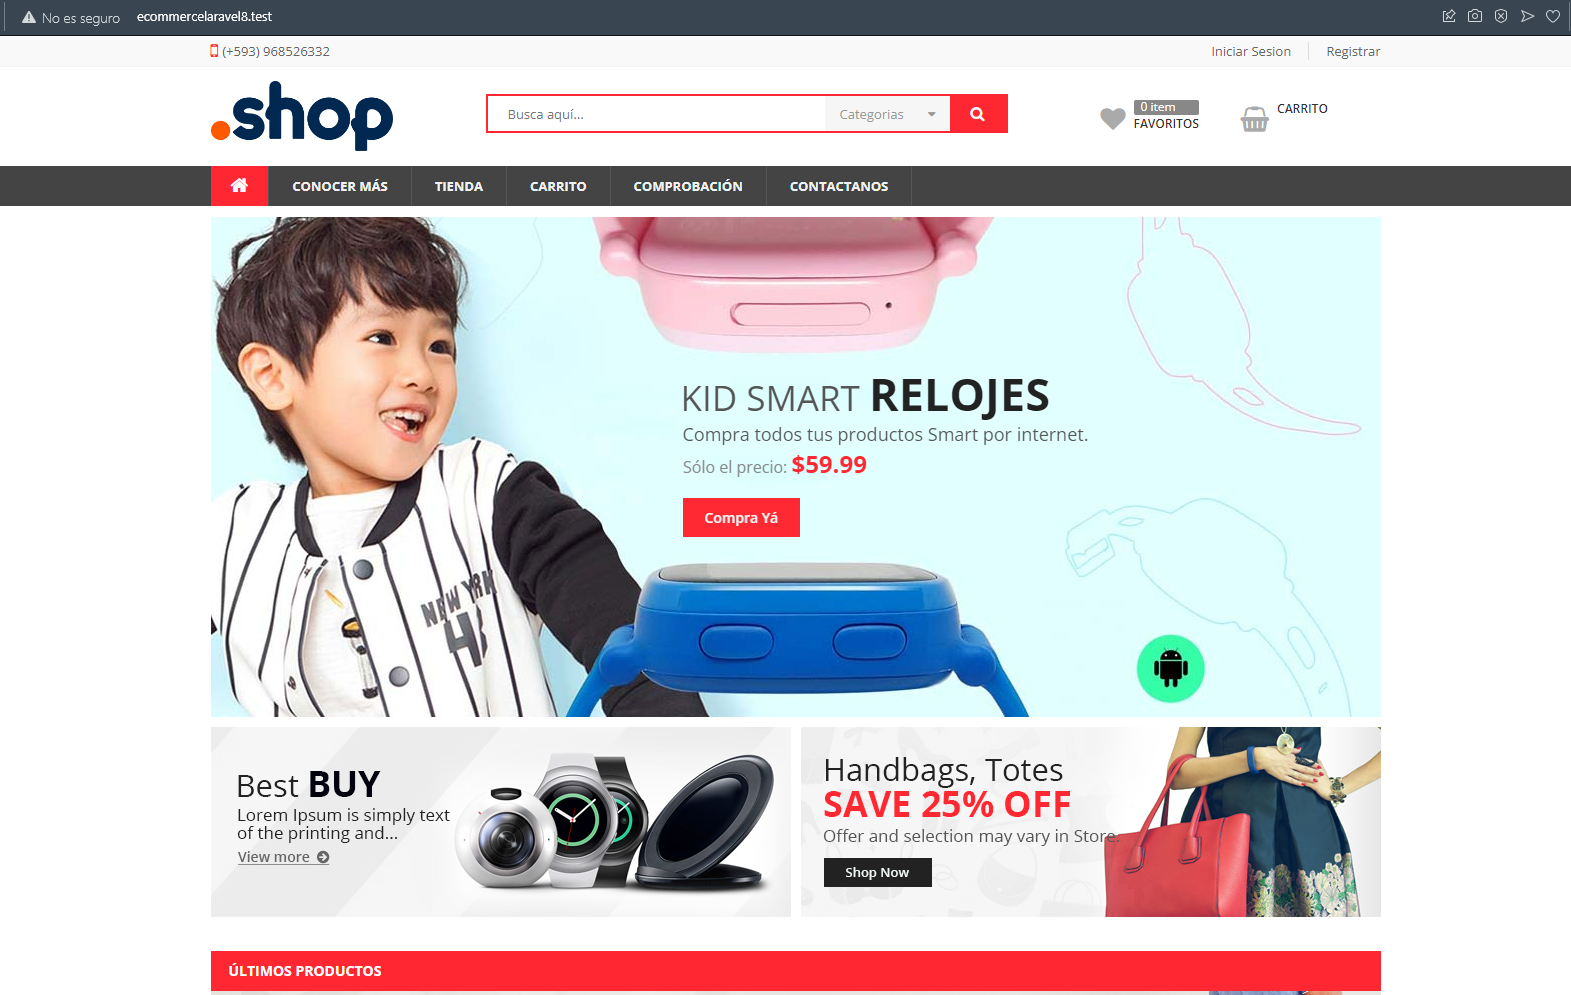 No es seguro ecommercelaravel8.test
(+593) 968526332
Iniciar Sesion
Registrar
.shop
Busca aquí...
Categorias
0 item
FAVORITOS
CARRITO
CONOCER MÁS
TIENDA
CARRITO
COMPROBACIÓN
CONTACTANOS
KID SMART RELOJES
Compra todos tus productos Smart por internet.
Sólo el precio: $59.99
Compra Yá
NEW YORK
43
Best BUY
Lorem Ipsum is simply text
of the printing and...
View more
Handbags, Totes
SAVE 25% OFF
Offer and selection may vary in Store.
Shop Now
ÚLTIMOS PRODUCTOS